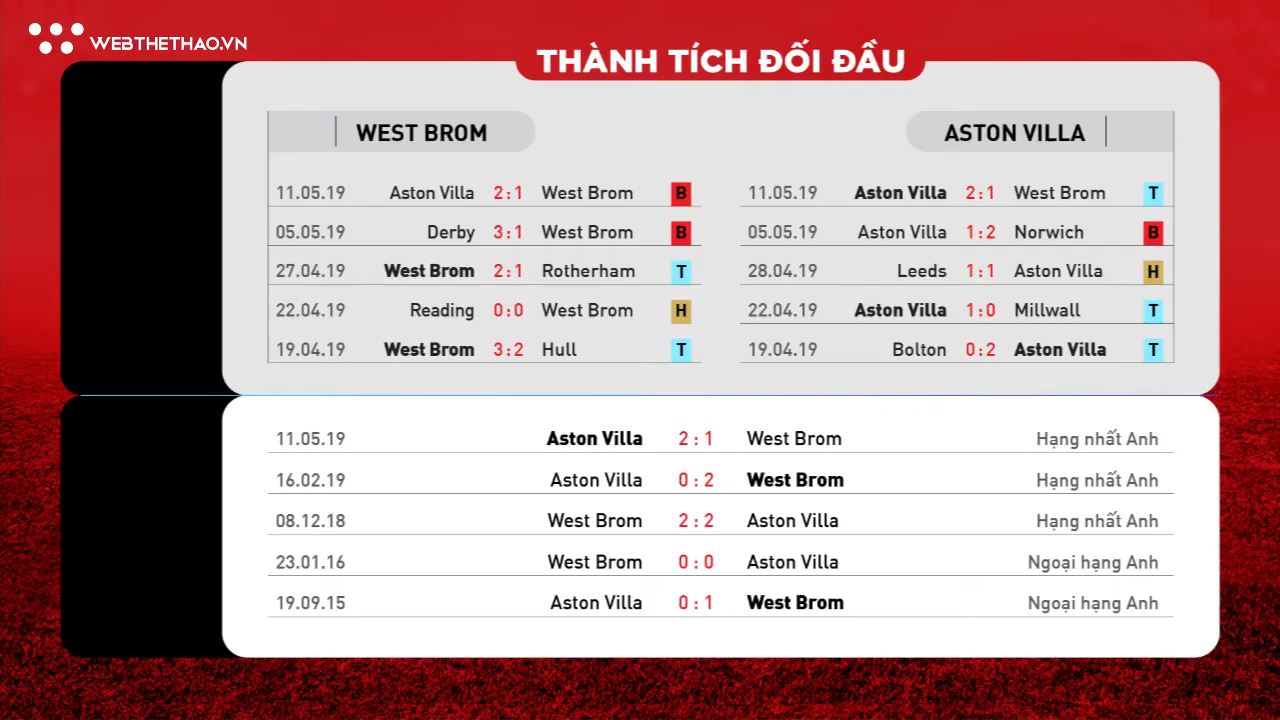 WEBTHETHAO.VN
THÀNH TÍCH ĐỐI ĐẦU
WEST BROM
11.05.19 Aston Villa 2:1 West Brom B
05.05.19 Derby 3:1 West Brom B
27.04.19 West Brom 2:1 Rotherham T
22.04.19 Reading 0:0 West Brom H
19.04.19 West Brom 3:2 Hull T
ASTON VILLA
11.05.19 Aston Villa 2:1 West Brom T
05.05.19 Aston Villa 1:2 Norwich B
28.04.19 Leeds 1:1 Aston Villa H
22.04.19 Aston Villa 1:0 Millwall T
19.04.19 Bolton 0:2 Aston Villa T
11.05.19 Aston Villa 2:1 West Brom Hạng nhất Anh
16.02.19 Aston Villa 0:2 West Brom Hạng nhất Anh
08.12.18 West Brom 2:2 Aston Villa Hạng nhất Anh
23.01.16 West Brom 0:0 Aston Villa Ngoại hạng Anh
19.09.15 Aston Villa 0:1 West Brom Ngoại hạng Anh